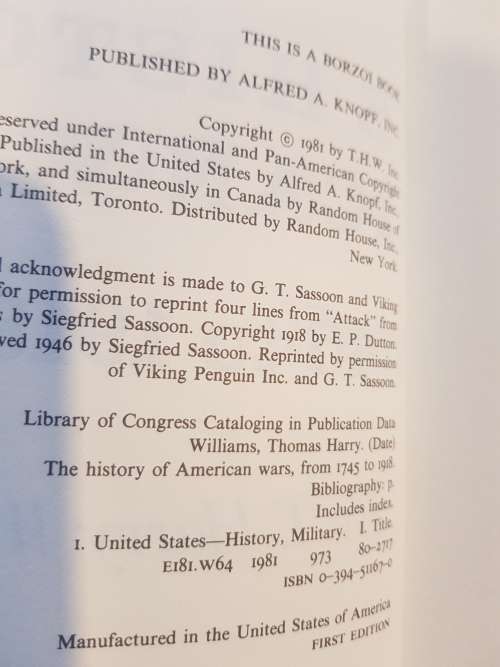 THIS IS A BORZOI BOOK
PUBLISHED BY ALFRED A. KNOPF, INC.
Copyright © 1981 by T.H.W. Inc.
eserved under International and Pan-American Copyright
Published in the United States by Alfred A. Knopf, Inc.,
ork, and simultaneously in Canada by Random House of
Limited, Toronto. Distributed by Random House, Inc.,
New York
acknowledgment is made to G. T. Sassoon and Viking
for permission to reprint four lines from "Attack" from
by Siegfried Sassoon. Copyright 1918 by E. P. Dutton.
wed 1946 by Siegfried Sassoon. Reprinted by permission
of Viking Penguin Inc. and G. T. Sassoon.
Library of Congress Cataloging in Publication Data
Williams, Thomas Harry. (Date)
The history of American wars, from 1745 to 1918.
Bibliography: p.
Includes index.
1. United States—History, Military. I. Title.
E181.W64 1981 973 80-2717
ISBN 0-394-51167-0
Manufactured in the United States of America
FIRST EDITION